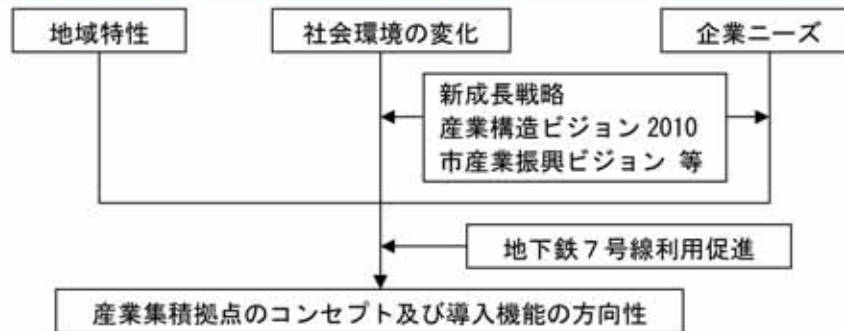 地域特性
社会環境の変化
企業ニーズ
新成長戦略
産業構造ビジョン 2010
市産業振興ビジョン 等
地下鉄７号線利用促進
産業集積拠点のコンセプト及び導入機能の方向性